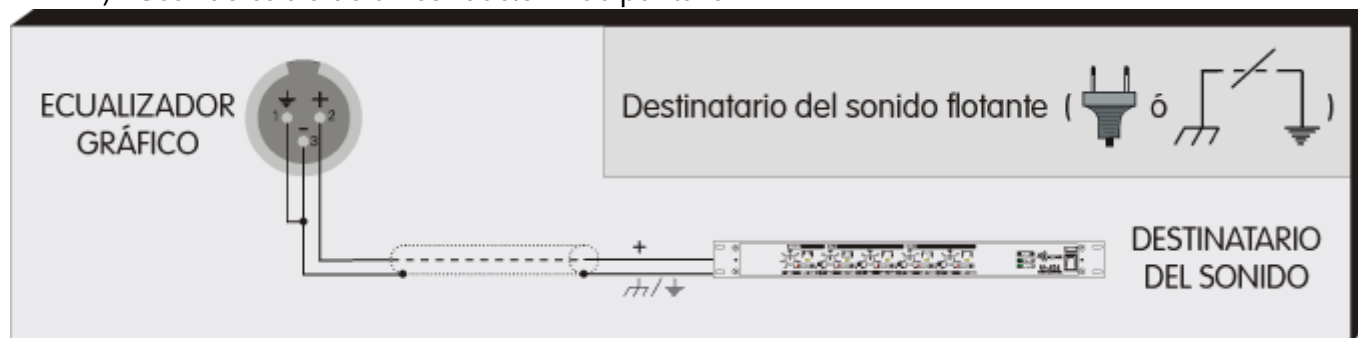 ECUALIZADOR
GRÁFICO
1
+
2
-
3
Destinatario del sonido flotante (
ó
)
+
/
DESTINATARIO
DEL SONIDO